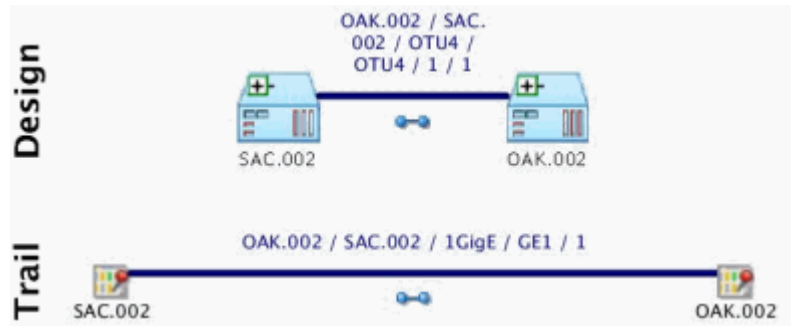 Design
OAK.002 / SAC.
002 / OTU4 /
OTU4 / 1 / 1
SAC.002
OAK.002
Trail
OAK.002 / SAC.002 / 1GigE / GE1 / 1
SAC.002
OAK.002